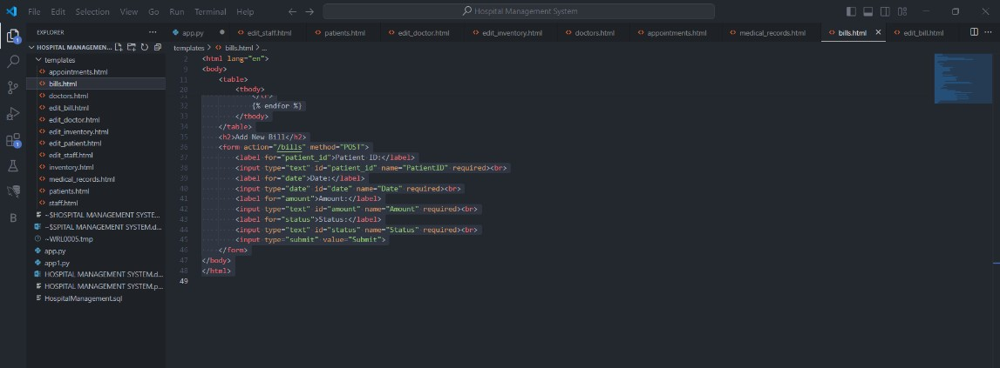 File Edit Selection View Go Run Terminal Help
Hospital Management System
EXPLORER
HOSPITAL MANAGEMEN...
templates
appointments.html
bills.html
doctors.html
edit_bill.html
edit_doctor.html
edit_inventory.html
edit_patient.html
edit_staff.html
inventory.html
medical_records.html
patients.html
staff.html
~$HOSPITAL MANAGEMENT SYSTE...
~$SPITAL MANAGEMENT SYSTEM.d...
~WRL0005.tmp
app.py
app1.py
HOSPITAL MANAGEMENT SYSTEM.d...
HOSPITAL MANAGEMENT SYSTEM.p...
HospitalManagement.sql
1
1
B
app.py edit_staff.html patients.html edit_doctor.html edit_inventory.html doctors.html appointments.html medical_records.html bills.html edit_bill.html
templates > bills.html > ...
2 <html lang="en">
9 <body>
11 <table>
20 <tbody>
31 </tr>
32 {% endfor %}
33 </tbody>
34 </table>
35 <h2>Add New Bill</h2>
36 <form action="/bills" method="POST">
37 <label for="patient_id">Patient ID:</label>
38 <input type="text" id="patient_id" name="PatientID" required><br>
39 <label for="date">Date:</label>
40 <input type="date" id="date" name="Date" required><br>
41 <label for="amount">Amount:</label>
42 <input type="text" id="amount" name="Amount" required><br>
43 <label for="status">Status:</label>
44 <input type="text" id="status" name="Status" required><br>
45 <input type="submit" value="Submit">
46 </form>
47 </body>
48 </html>
49